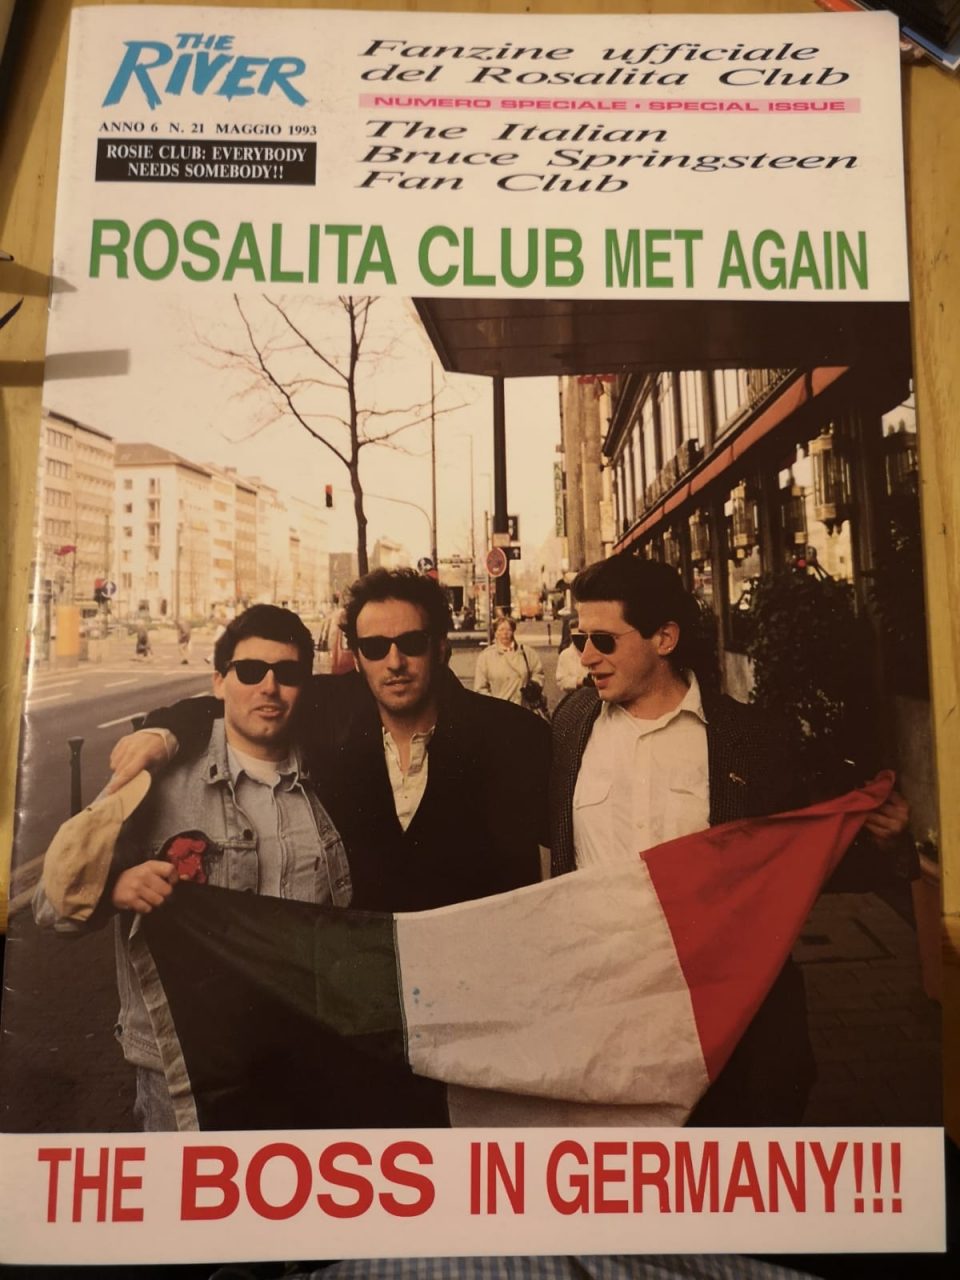 THE
RIVER
ANNO 6 N. 21 MAGGIO 1993
ROSIE CLUB: EVERYBODY
NEEDS SOMEBODY!!
Fanzine ufficiale
del Rosalita Club
NUMERO SPECIALE • SPECIAL ISSUE
The Italian
Bruce Springsteen
Fan Club
ROSALITA CLUB MET AGAIN
THE BOSS IN GERMANY!!!